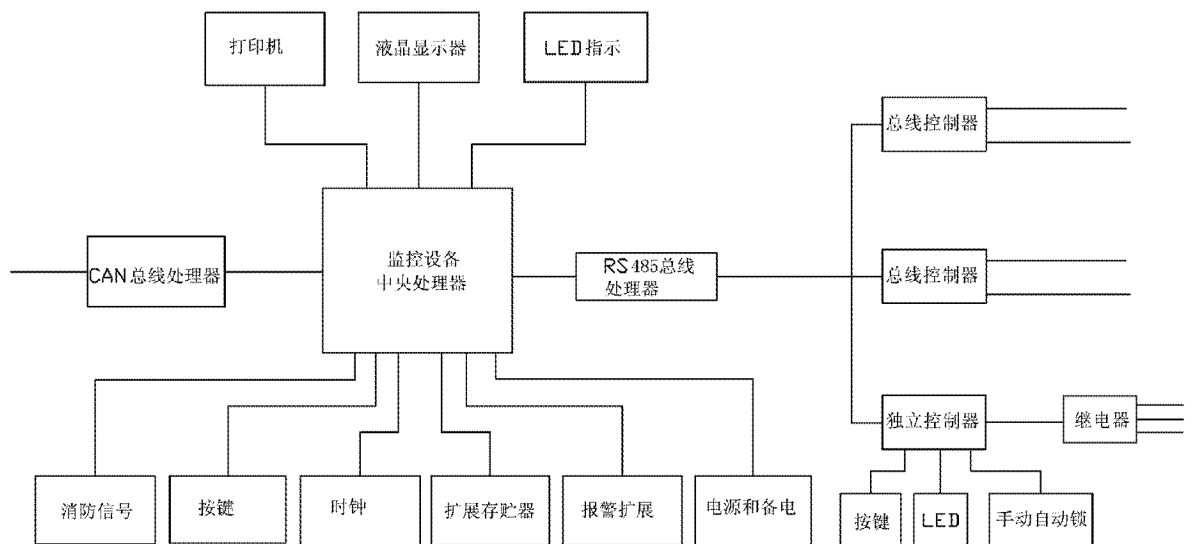 打印机
液晶显示器
LED指示
总线控制器
CAN总线处理器
监控设备
中央处理器
RS485总线
处理器
总线控制器
独立控制器
继电器
消防信号
按键
时钟
扩展存贮器
报警扩展
电源和备电
按键
LED
手动自动锁